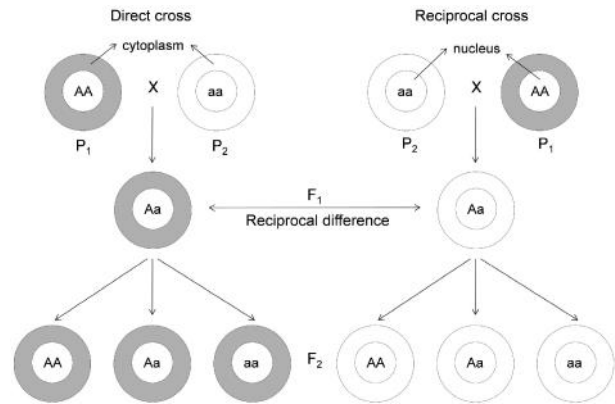 Direct cross
Reciprocal cross
cytoplasm
nucleus
AA
X
aa
aa
X
AA
P1
P2
P2
P1
Aa
F1
Reciprocal difference
Aa
AA
Aa
aa
F2
AA
Aa
aa